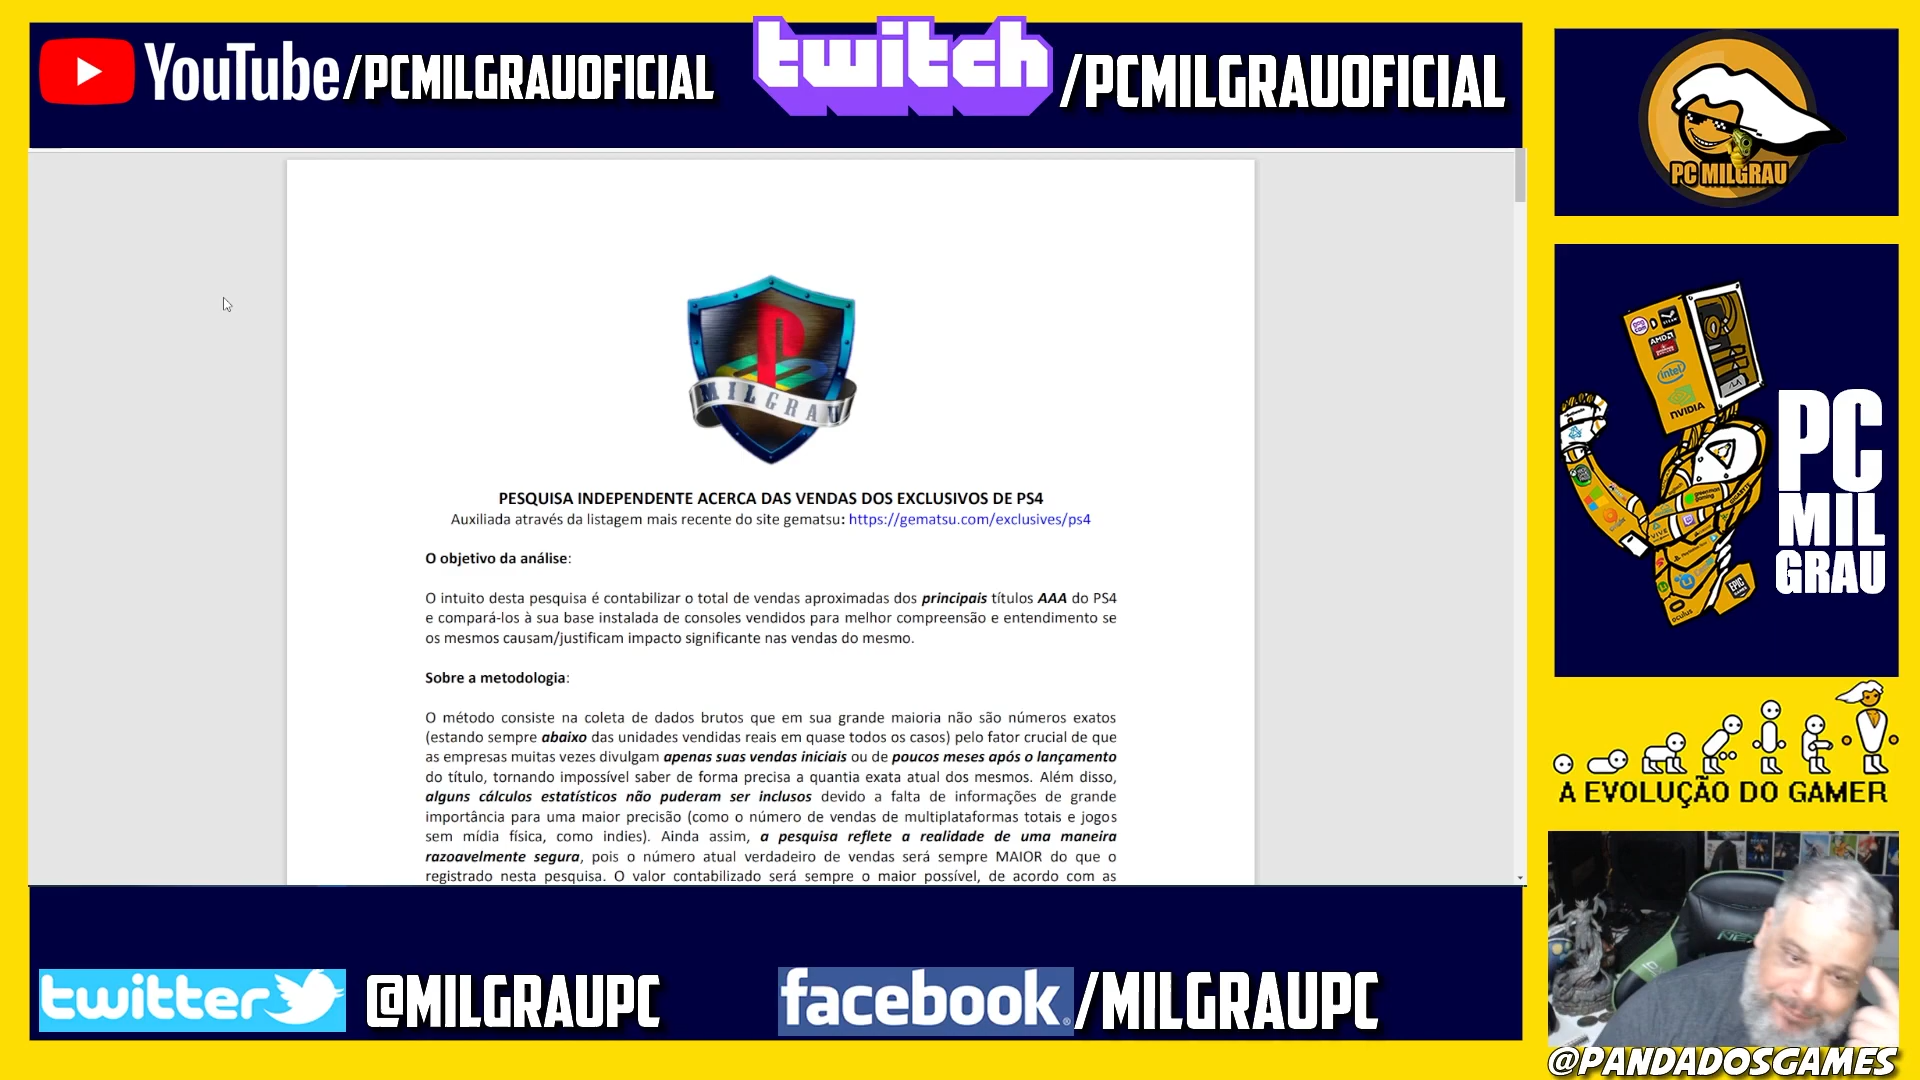 YouTube/PCMILGRAUOFICIAL
twitch/PCMILGRAUOFICIAL
PC MILGRAU
MILGRAU
PESQUISA INDEPENDENTE ACERCA DAS VENDAS DOS EXCLUSIVOS DE PS4
Auxiliada através da listagem mais recente do site gematsu: https://gematsu.com/exclusives/ps4
O objetivo da análise:
O intuito desta pesquisa é contabilizar o total de vendas aproximadas dos principais títulos AAA do PS4
e compará-los à sua base instalada de consoles vendidos para melhor compreensão e entendimento se
os mesmos causam/justificam impacto significante nas vendas do mesmo.
Sobre a metodologia:
O método consiste na coleta de dados brutos que em sua grande maioria não são números exatos
(estando sempre abaixo das unidades vendidas reais em quase todos os casos) pelo fator crucial de que
as empresas muitas vezes divulgam apenas suas vendas iniciais ou de poucos meses após o lançamento
do título, tornando impossível saber de forma precisa a quantia exata atual dos mesmos. Além disso,
alguns cálculos estatísticos não puderam ser inclusos devido a falta de informações de grande
importância para uma maior precisão (como o número de vendas de multiplataformas totais e jogos
sem mídia física, como indies). Ainda assim, a pesquisa reflete a realidade de uma maneira
razoavelmente segura, pois o número atual verdadeiro de vendas será sempre MAIOR do que o
registrado nesta pesquisa. O valor contabilizado será sempre o maior possível, de acordo com as
AMD
intel
NVIDIA
GIGABYTE
VIVE
EPIC
GAMES
oculus
PC
MIL
GRAU
A EVOLUÇÃO DO GAMER
twitter @MILGRAUPC
facebook/MILGRAUPC
@PANDADOSGAMES